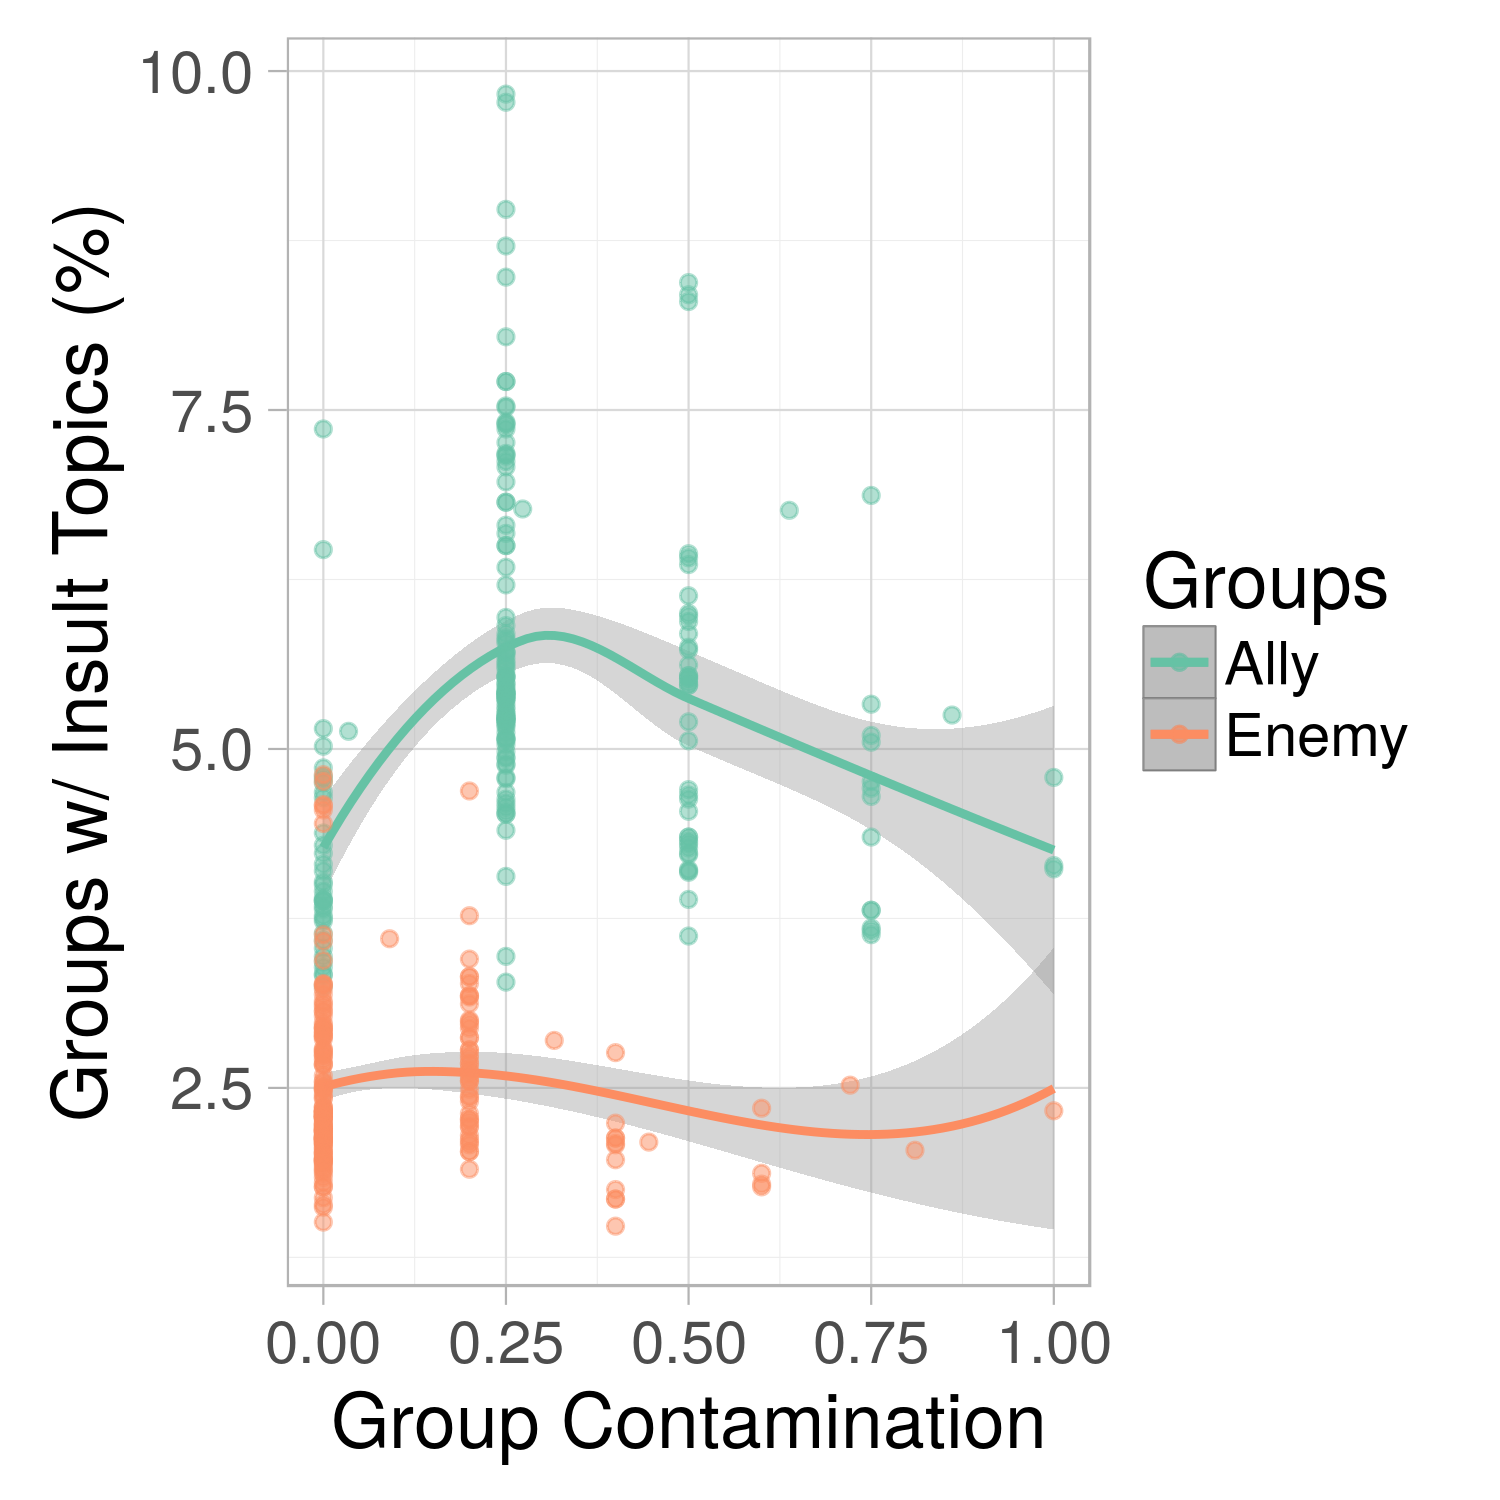 10.0
7.5
5.0
2.5
Groups w/ Insult Topics (%)
0.00 0.25 0.50 0.75 1.00
Group Contamination
Groups
Ally
Enemy